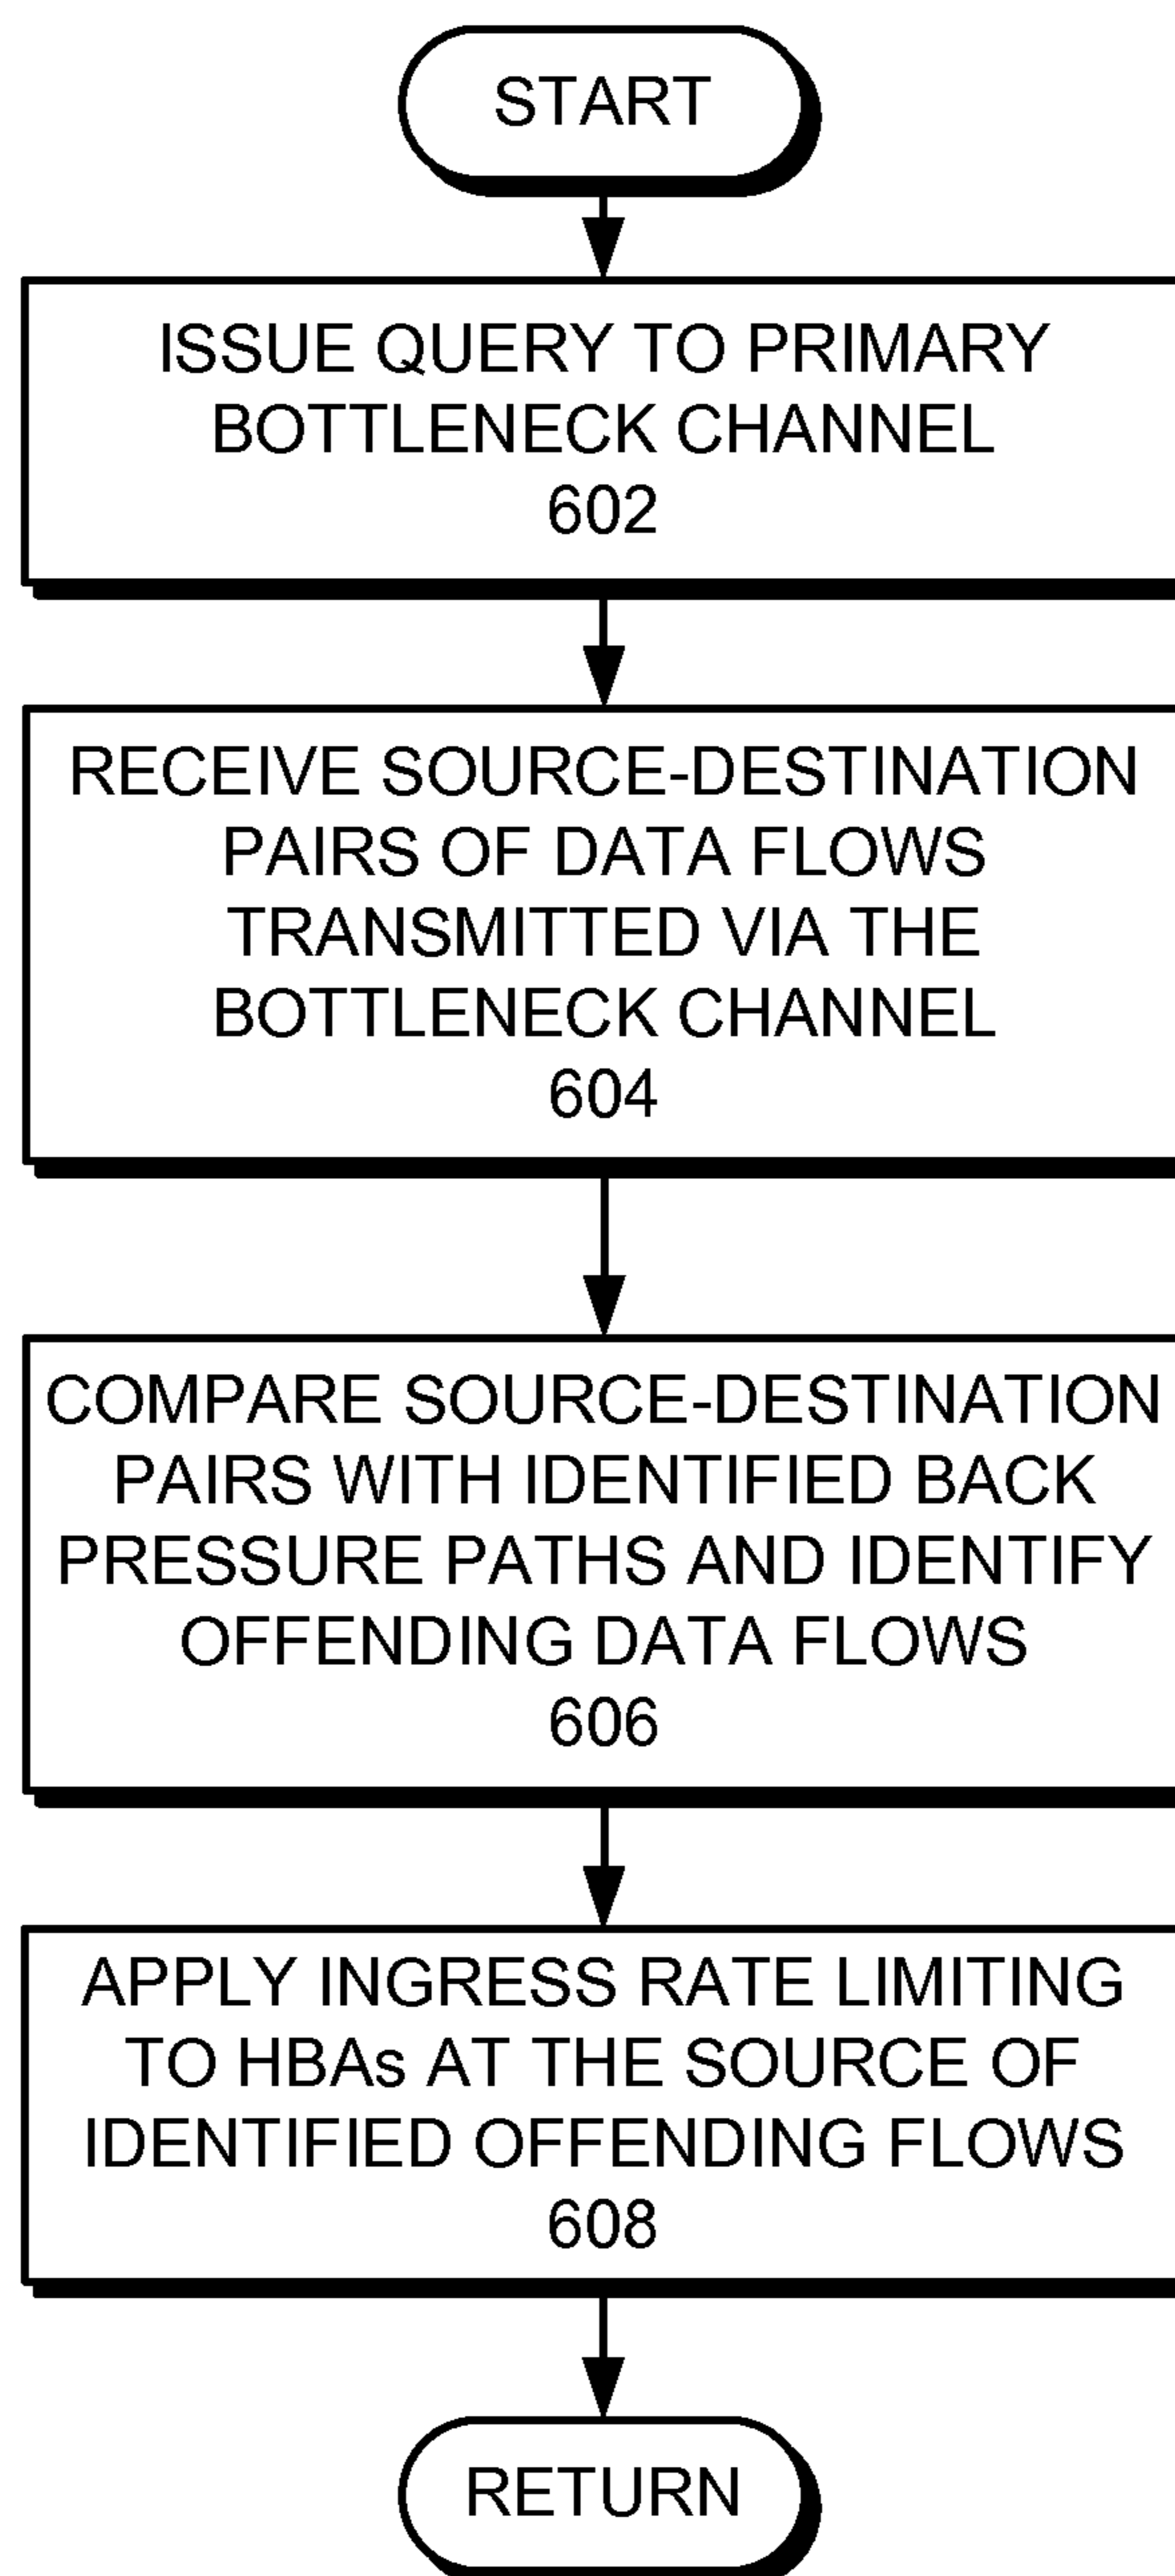 START
ISSUE QUERY TO PRIMARY
BOTTLENECK CHANNEL
602
RECEIVE SOURCE-DESTINATION
PAIRS OF DATA FLOWS
TRANSMITTED VIA THE
BOTTLENECK CHANNEL
604
COMPARE SOURCE-DESTINATION
PAIRS WITH IDENTIFIED BACK
PRESSURE PATHS AND IDENTIFY
OFFENDING DATA FLOWS
606
APPLY INGRESS RATE LIMITING
TO HBAs AT THE SOURCE OF
IDENTIFIED OFFENDING FLOWS
608
RETURN